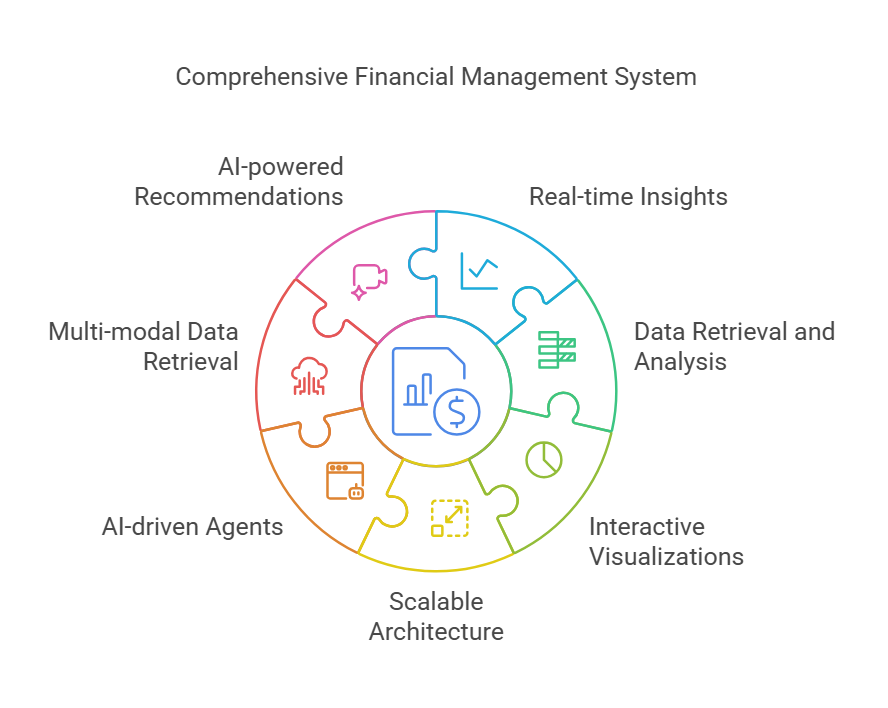 Comprehensive Financial Management System
AI-powered
Recommendations
Real-time Insights
Multi-modal Data
Retrieval
Data Retrieval and
Analysis
AI-driven Agents
Interactive
Visualizations
Scalable
Architecture